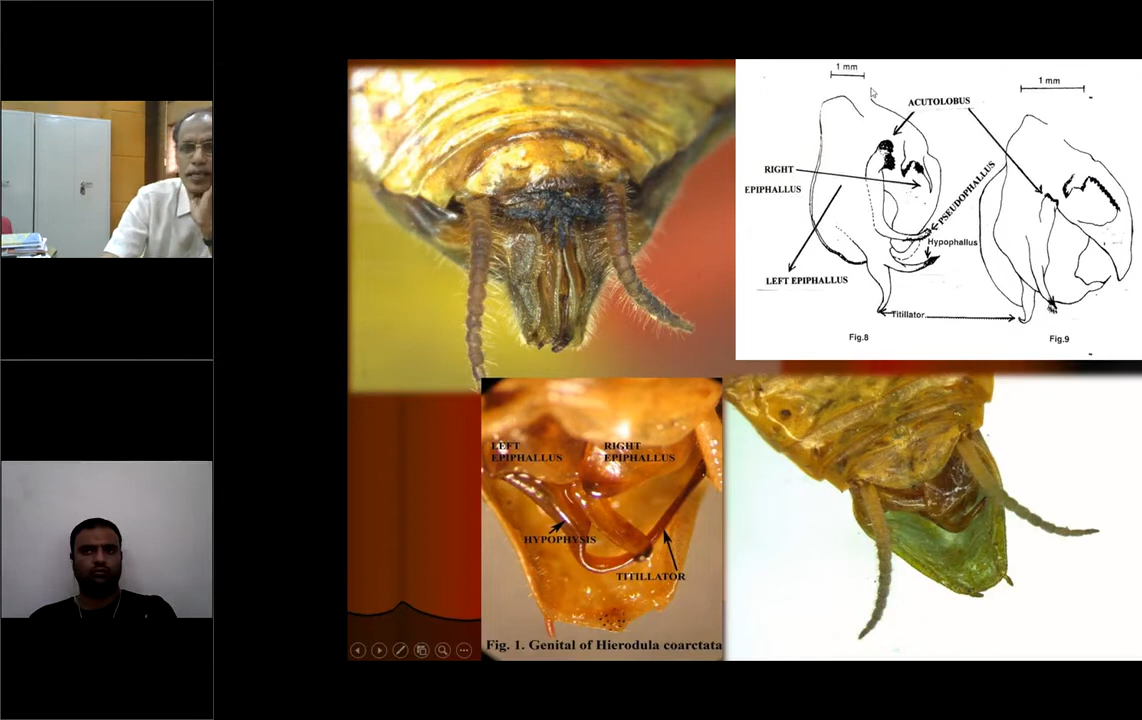 1 mm
1 mm
ACUTOLOBUS
RIGHT
EPIPHALLUS
PSEUDOPHALLUS
Hypophallus
LEFT EPIPHALLUS
Titillator
Fig.8
Fig.9
LEFT
EPIPHALLUS
RIGHT
EPIPHALLUS
HYPOPHYSIS
TITILLATOR
Fig. 1. Genital of Hierodula coarctata